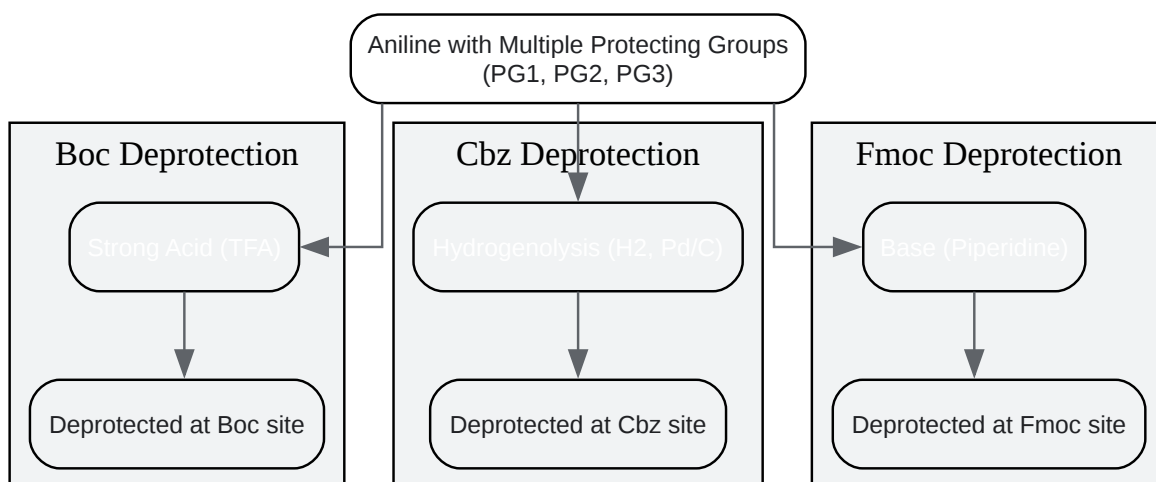 Aniline with Multiple Protecting Groups
(PG1, PG2, PG3)
Boc Deprotection
Cbz Deprotection
Fmoc Deprotection
Strong Acid (TFA)
Hydrogenolysis (H2, Pd/C)
Base (Piperidine)
Deprotected at Boc site
Deprotected at Cbz site
Deprotected at Fmoc site